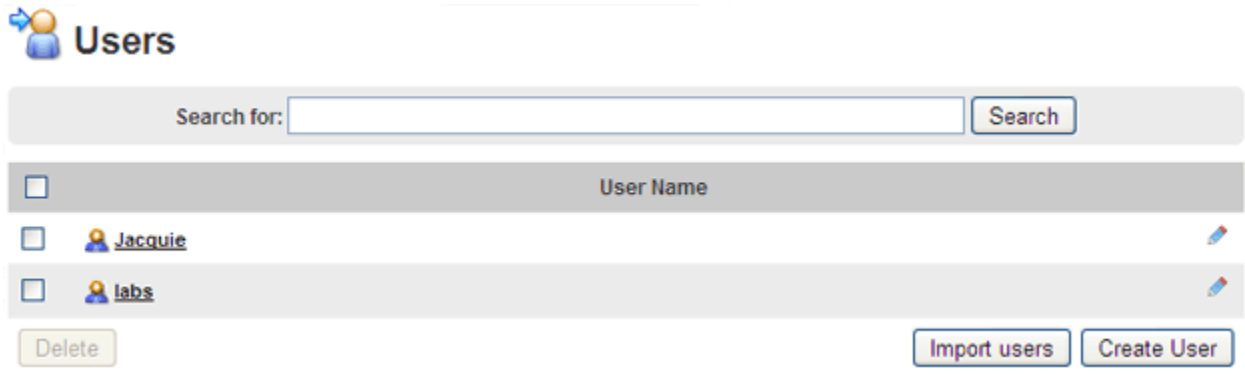 Users
Search for: Search
User Name
Jacquie
labs
Delete Import users Create User